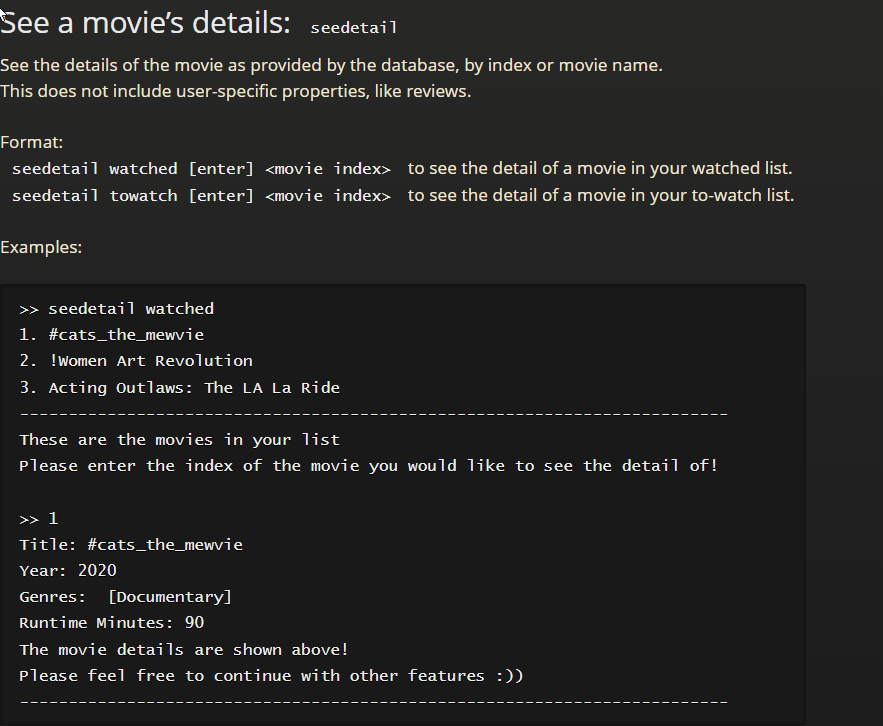 See a movie’s details: seedetail
See the details of the movie as provided by the database, by index or movie name.
This does not include user-specific properties, like reviews.
Format:
seedetail watched [enter] <movie index> to see the detail of a movie in your watched list.
seedetail towatch [enter] <movie index> to see the detail of a movie in your to-watch list.
Examples:
>> seedetail watched
1. #cats_the_mewvie
2. !Women Art Revolution
3. Acting Outlaws: The LA La Ride
-------------------------------------------------------------------------
These are the movies in your list
Please enter the index of the movie you would like to see the detail of!
>> 1
Title: #cats_the_mewvie
Year: 2020
Genres:  [Documentary]
Runtime Minutes: 90
The movie details are shown above!
Please feel free to continue with other features :))
-------------------------------------------------------------------------